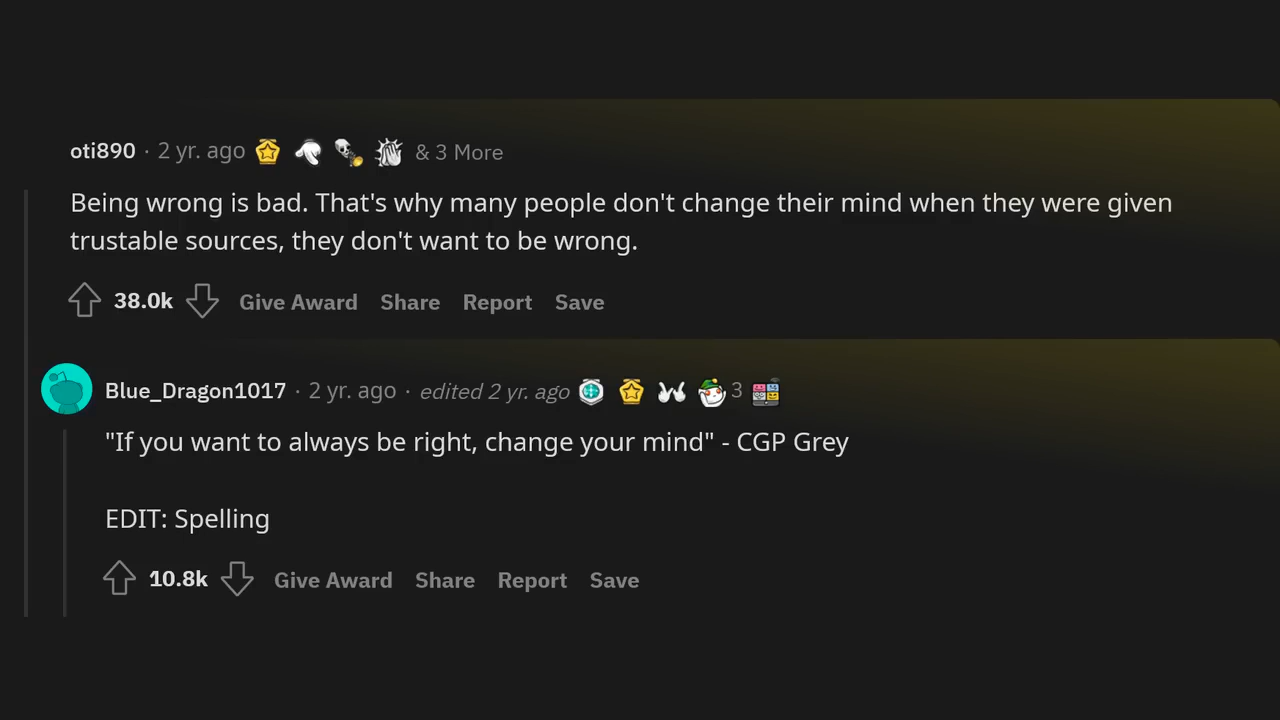 oti890 · 2 yr. ago & 3 More
Being wrong is bad. That's why many people don't change their mind when they were given
trustable sources, they don't want to be wrong.
38.0k Give Award Share Report Save
Blue_Dragon1017 · 2 yr. ago · edited 2 yr. ago 3
"If you want to always be right, change your mind" - CGP Grey
EDIT: Spelling
10.8k Give Award Share Report Save